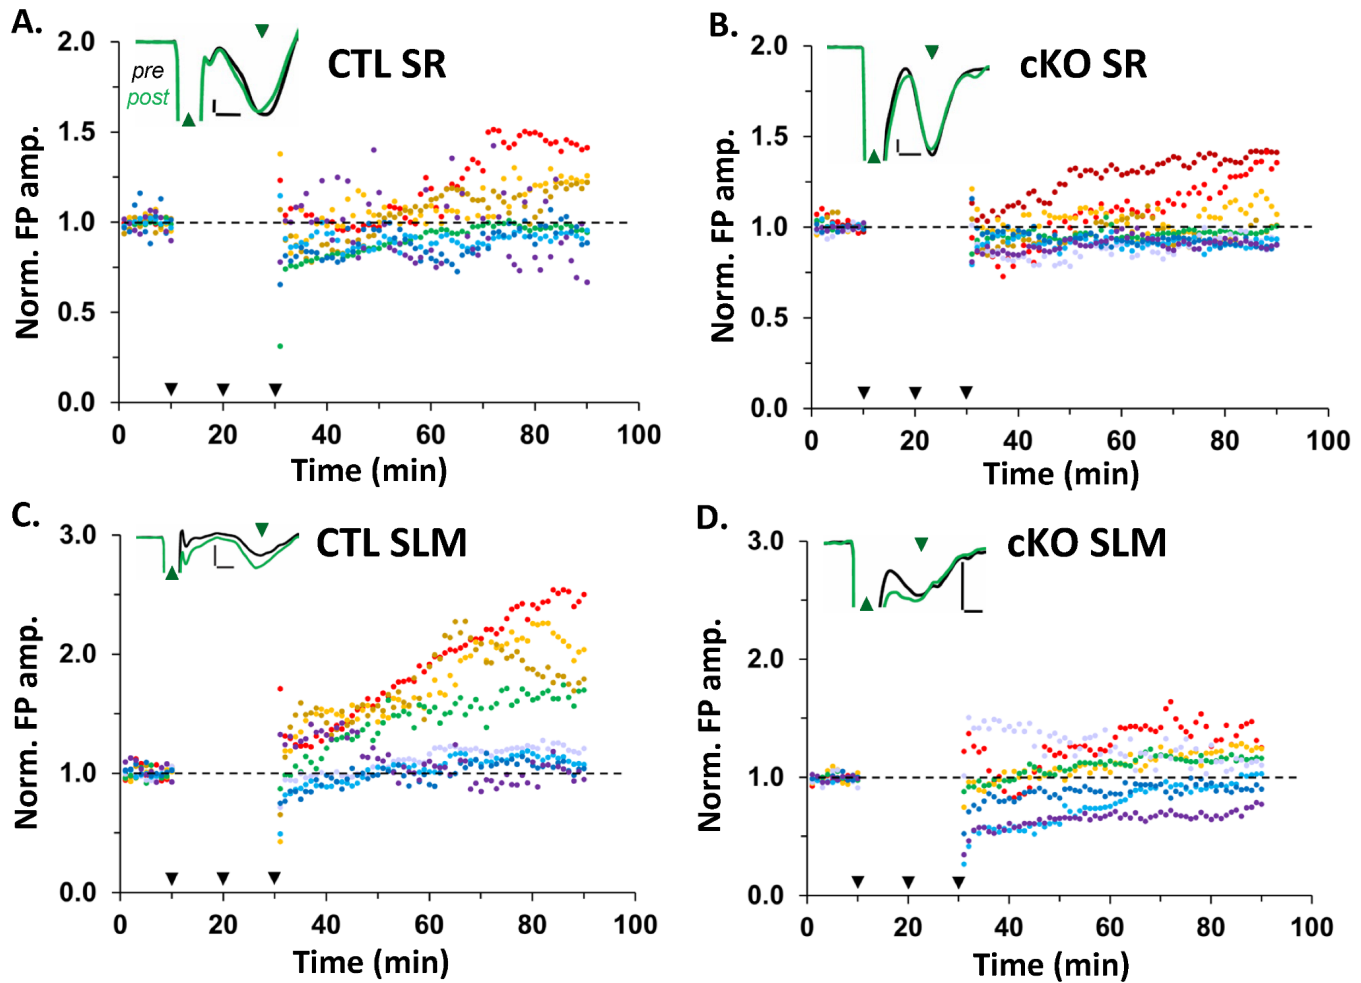 A.
CTL SR
pre
post
Norm. FP amp.
2.0
1.5
1.0
0.5
0.0
0 20 40 60 80 100
Time (min)
B.
cKO SR
Norm. FP amp.
2.0
1.5
1.0
0.5
0.0
0 20 40 60 80 100
Time (min)
C.
CTL SLM
Norm. FP amp.
3.0
2.0
1.0
0.0
0 20 40 60 80 100
Time (min)
D.
cKO SLM
Norm. FP amp.
3.0
2.0
1.0
0.0
0 20 40 60 80 100
Time (min)